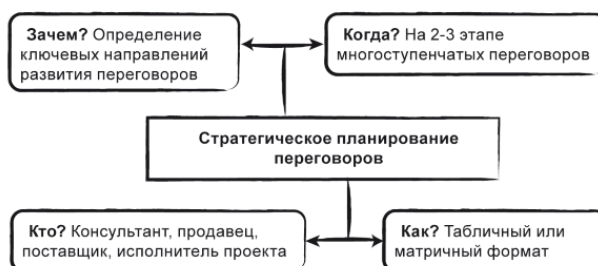 Зачем? Определение
ключевых направлений
развития переговоров
Когда? На 2-3 этапе
многоступенчатых переговоров
Стратегическое планирование
переговоров
Кто? Консультант, продавец,
поставщик, исполнитель проекта
Как? Табличный или
матричный формат